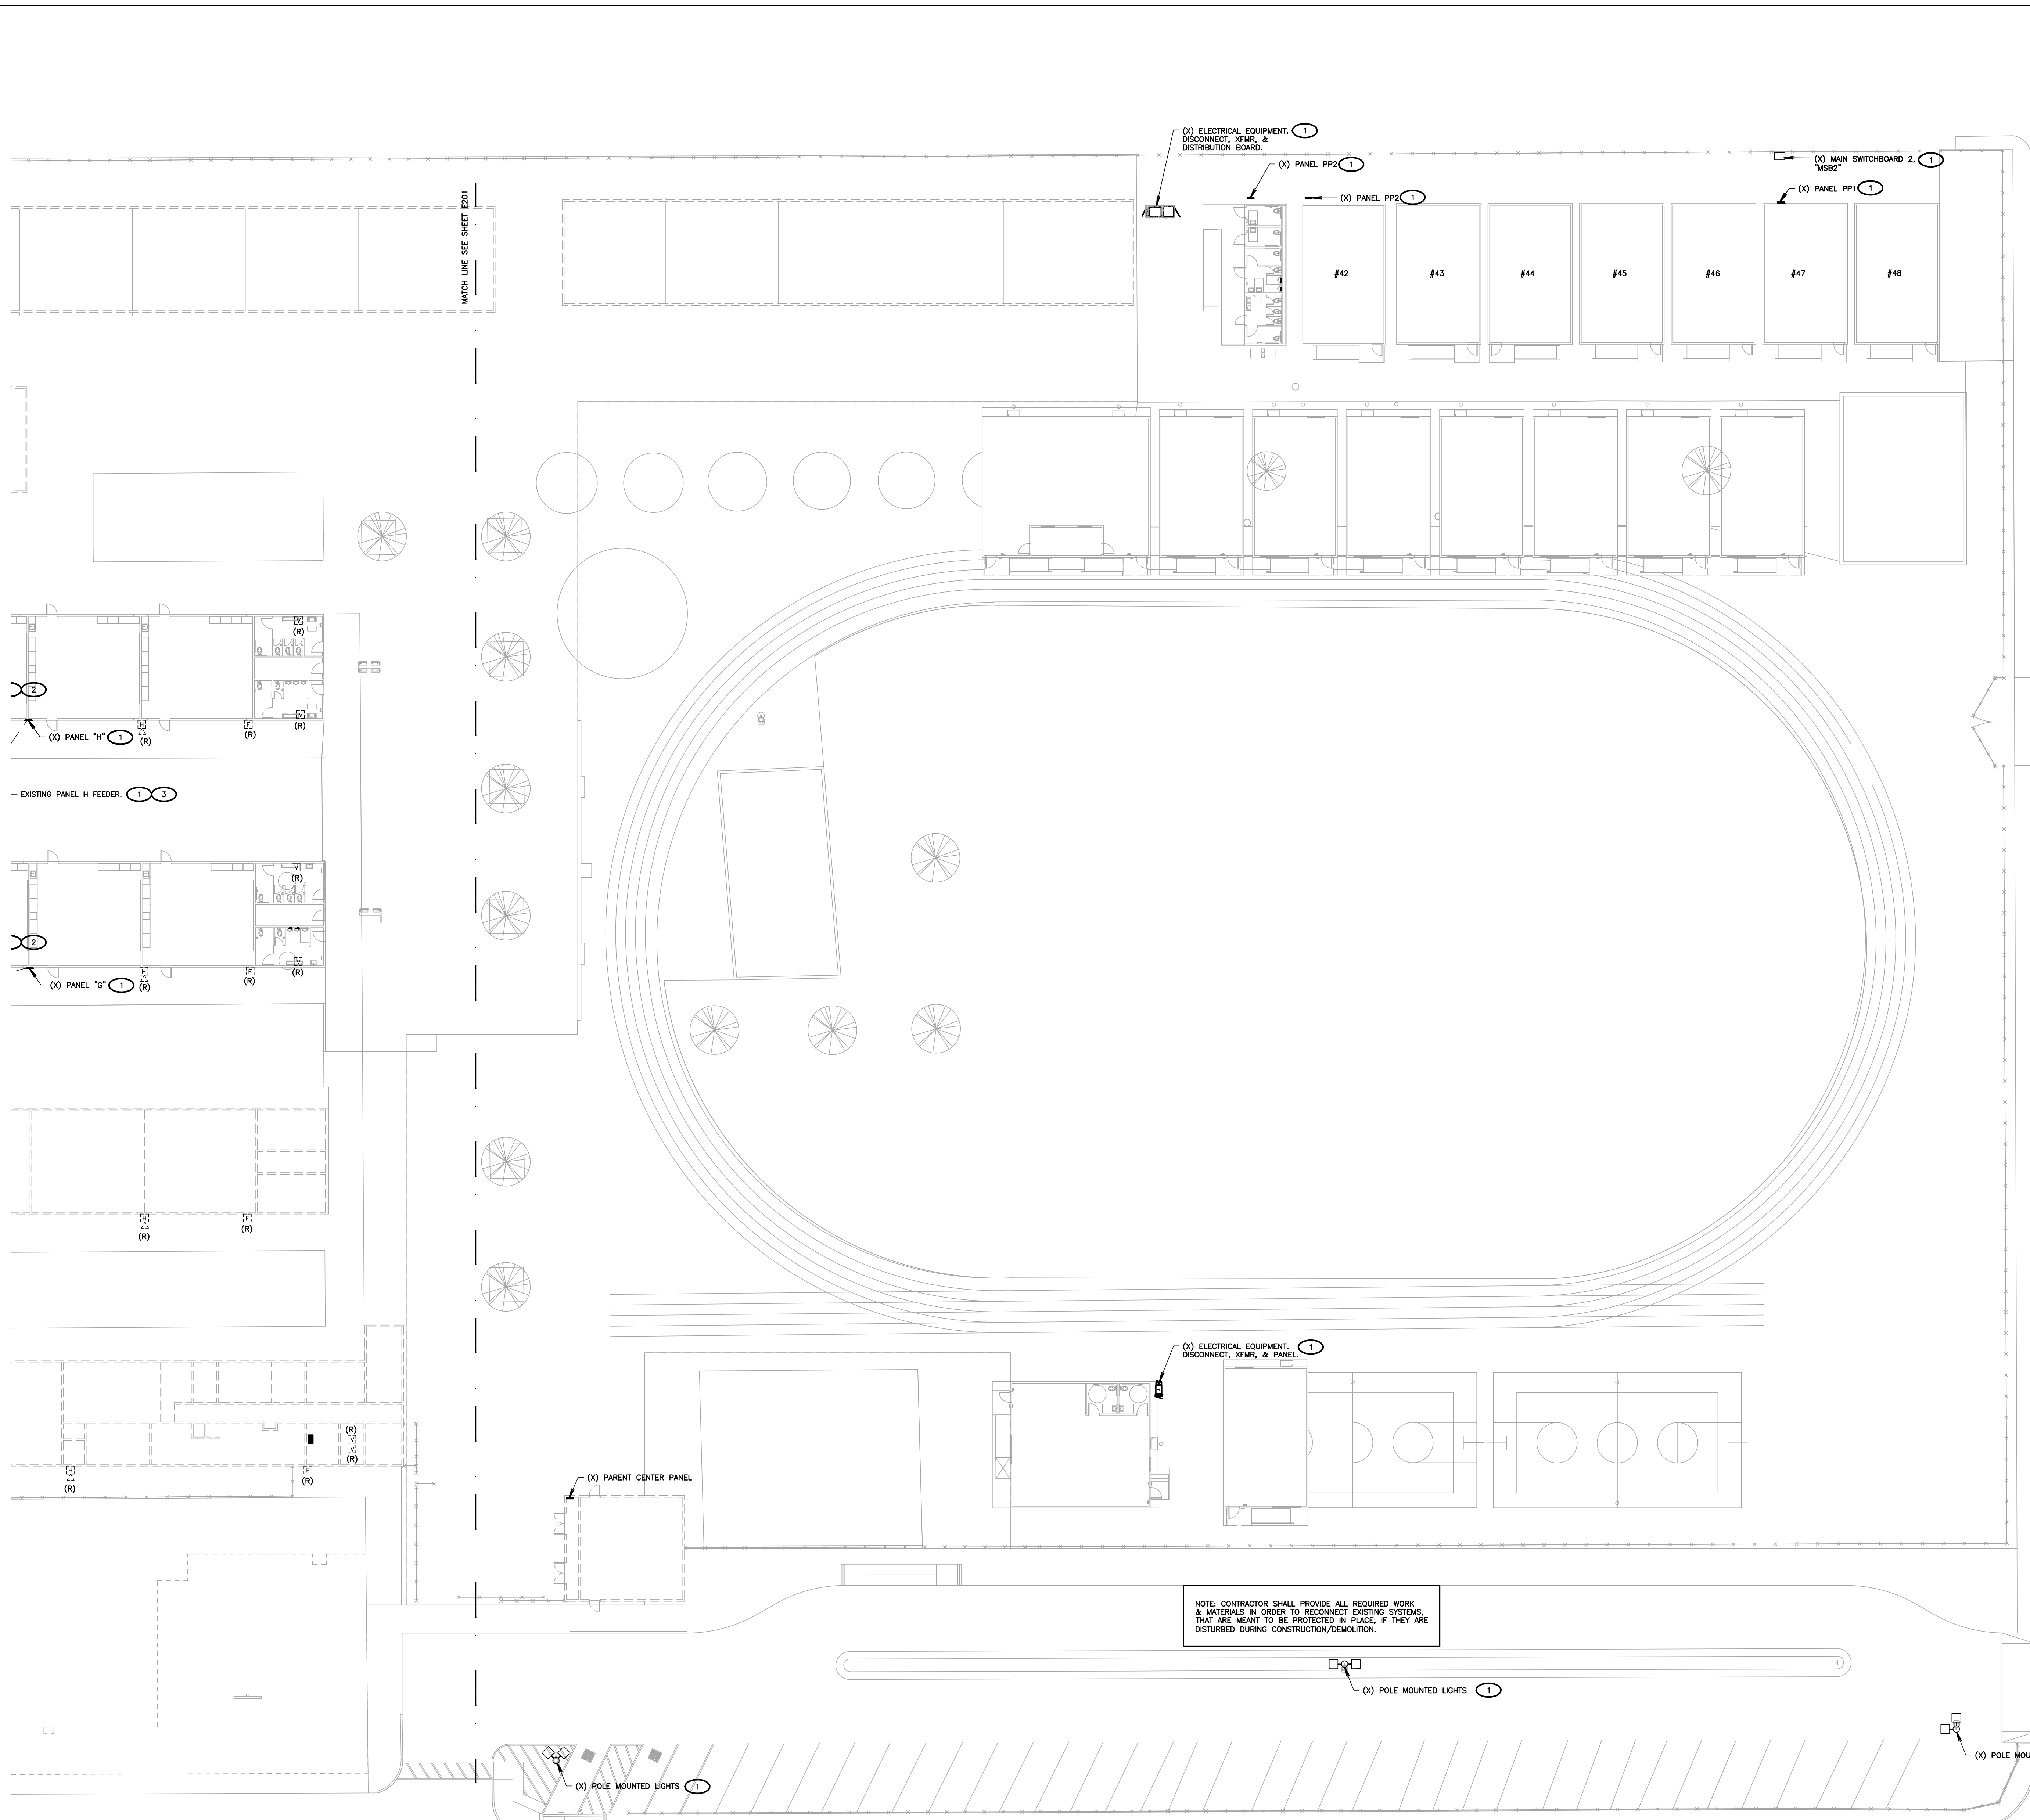 (X) ELECTRICAL EQUIPMENT. 1
DISCONNECT, XFMR, &
DISTRIBUTION BOARD.
(X) PANEL PP2 1
(X) PANEL PP2 1
(X) MAIN SWITCHBOARD 2, 1
"MSB2"
(X) PANEL PP1 1
MATCH LINE SEE SHEET E201
#42
#43
#44
#45
#46
#47
#48
V
(R)
2
V
(R)
H
(R)
F
(R)
(X) PANEL "H" 1
EXISTING PANEL H FEEDER. 1 3
V
(R)
2
V
(R)
H
(R)
F
(R)
(X) PANEL "G" 1
H
(R)
F
(R)
(X) ELECTRICAL EQUIPMENT. 1
DISCONNECT, XFMR, & PANEL.
(R)
V
V
(R)
H
(R)
F
(R)
(X) PARENT CENTER PANEL
NOTE: CONTRACTOR SHALL PROVIDE ALL REQUIRED WORK
& MATERIALS IN ORDER TO RECONNECT EXISTING SYSTEMS,
THAT ARE MEANT TO BE PROTECTED IN PLACE, IF THEY ARE
DISTURBED DURING CONSTRUCTION/DEMOLITION.
(X) POLE MOUNTED LIGHTS 1
(X) POLE MOU
(X) POLE MOUNTED LIGHTS 1